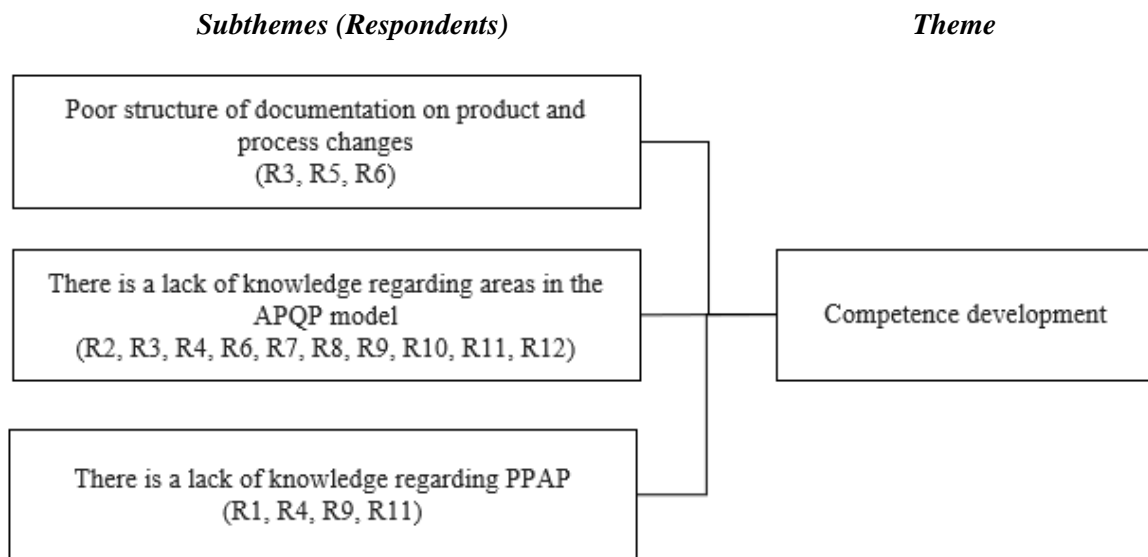 Subthemes (Respondents)
Theme
Poor structure of documentation on product and
process changes
(R3, R5, R6)
There is a lack of knowledge regarding areas in the
APQP model
(R2, R3, R4, R6, R7, R8, R9, R10, R11, R12)
Competence development
There is a lack of knowledge regarding PPAP
(R1, R4, R9, R11)